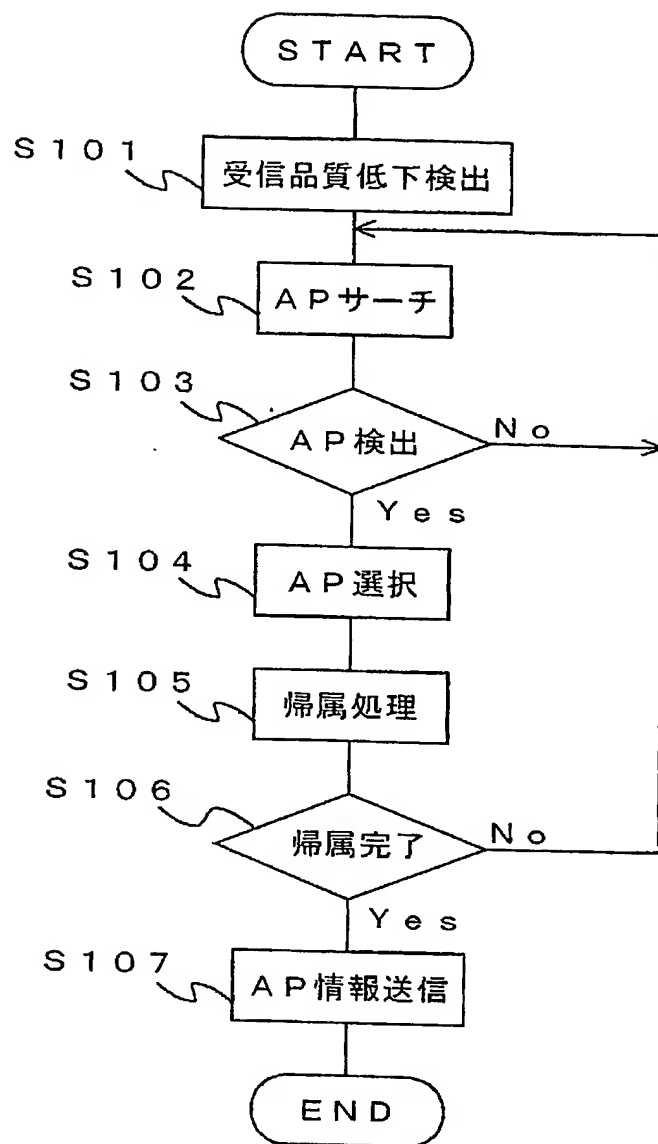 START
S101
受信品質低下検出
S102
APサーチ
S103
AP検出
No
Yes
S104
AP選択
S105
帰属処理
S106
帰属完了
No
Yes
S107
AP情報送信
END